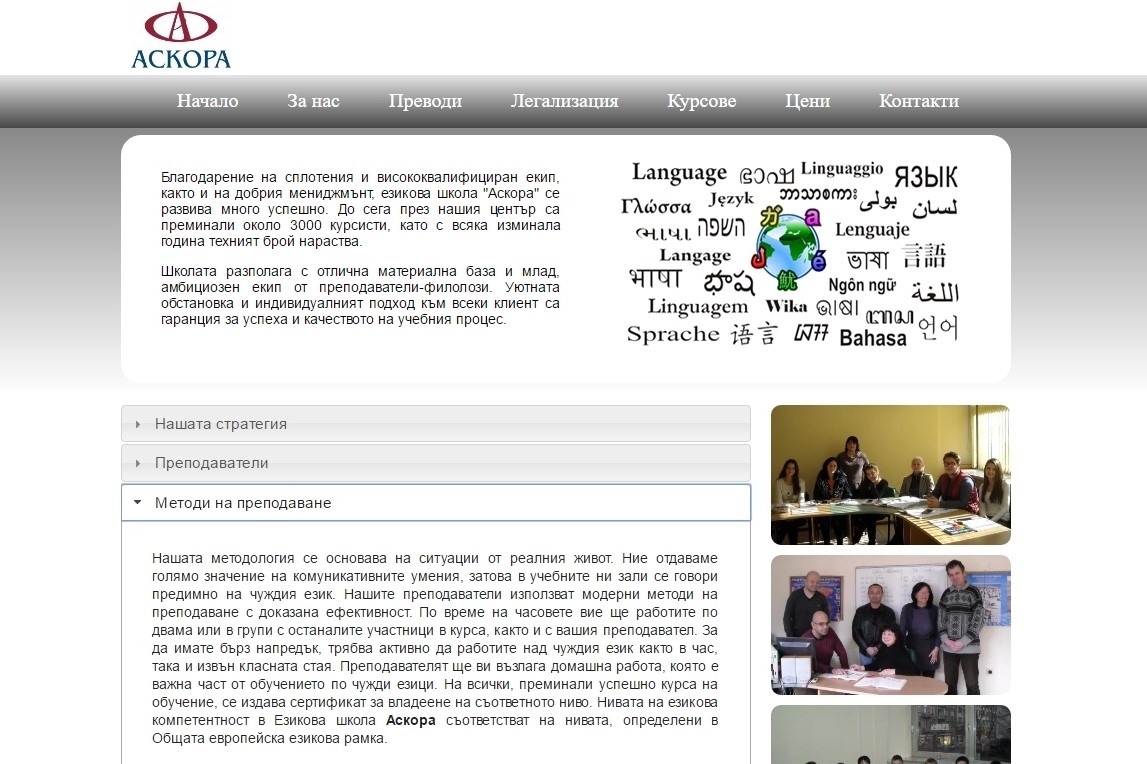 АСКОРА
Начало За нас Преводи Легализация Курсове Цени Контакти
Благодарение на сплотения и висококвалифициран екип,
както и на добрия мениджмънт, езикова школа "Аскора" се
развива много успешно. До сега през нашия център са
преминали около 3000 курсисти, като с всяка изминала
година техният брой нараства.
Школата разполага с отлична материална база и млад,
амбициозен екип от преподаватели-филолози. Уютната
обстановка и индивидуалният подход към всеки клиент са
гаранция за успеха и качеството на учебния процес.
Language ഭാഷ Linguaggio ЯЗЫК
Γλώσσα Język ဘာသာစကား بولی لسان
השפה Lenguaje
Langage भाषा 言語
भाषा Ngôn ngữ اللغة
Linguagem Wika
Sprache 语言 Bahasa 언어
Нашата стратегия
Преподаватели
Методи на преподаване
Нашата методология се основава на ситуации от реалния живот. Ние отдаваме
голямо значение на комуникативните умения, затова в учебните ни зали се говори
предимно на чуждия език. Нашите преподаватели използват модерни методи на
преподаване с доказана ефективност. По време на часовете вие ще работите по
двама или в групи с останалите участници в курса, както и с вашия преподавател. За
да имате бърз напредък, трябва активно да работите над чуждия език както в час,
така и извън класната стая. Преподавателят ще ви възлага домашна работа, която е
важна част от обучението по чужди езици. На всички, преминали успешно курса на
обучение, се издава сертификат за владеене на съответното ниво. Нивата на езикова
компетентност в Езикова школа Аскора съответстват на нивата, определени в
Общата европейска езикова рамка.